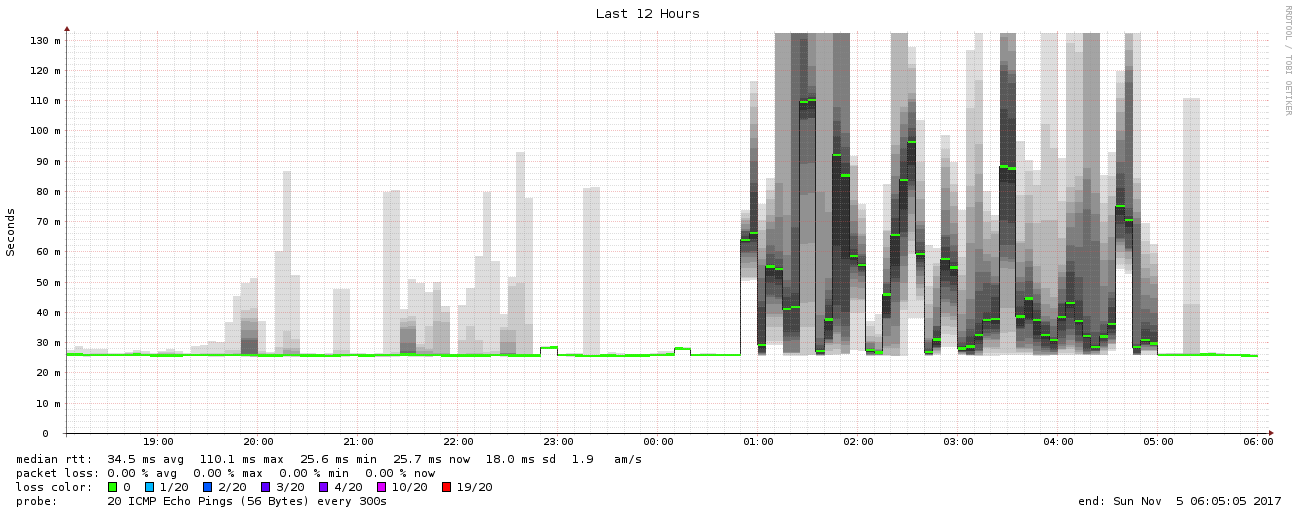 Last 12 Hours
RRDTOOL / TOBI OETIKER
Seconds
130 m
120 m
110 m
100 m
90 m
80 m
70 m
60 m
50 m
40 m
30 m
20 m
10 m
0
19:00 20:00 21:00 22:00 23:00 00:00 01:00 02:00 03:00 04:00 05:00 06:00
median rtt: 34.5 ms avg 110.1 ms max 25.6 ms min 25.7 ms now 18.0 ms sd 1.9 am/s
packet loss: 0.00 % avg 0.00 % max 0.00 % min 0.00 % now
loss color: 0 1/20 2/20 3/20 4/20 10/20 19/20
probe: 20 ICMP Echo Pings (56 Bytes) every 300s end: Sun Nov 5 06:05:05 2017